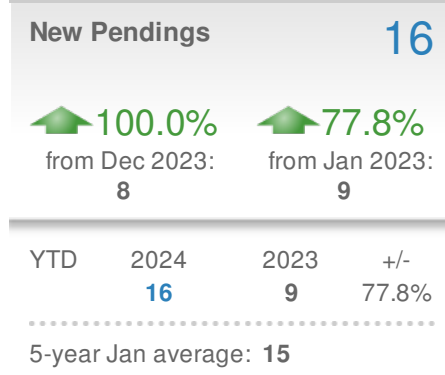 New Pendings 16
100.0% 77.8%
from Dec 2023: from Jan 2023:
8 9
YTD 2024 2023 +/-
16 9 77.8%
5-year Jan average: 15